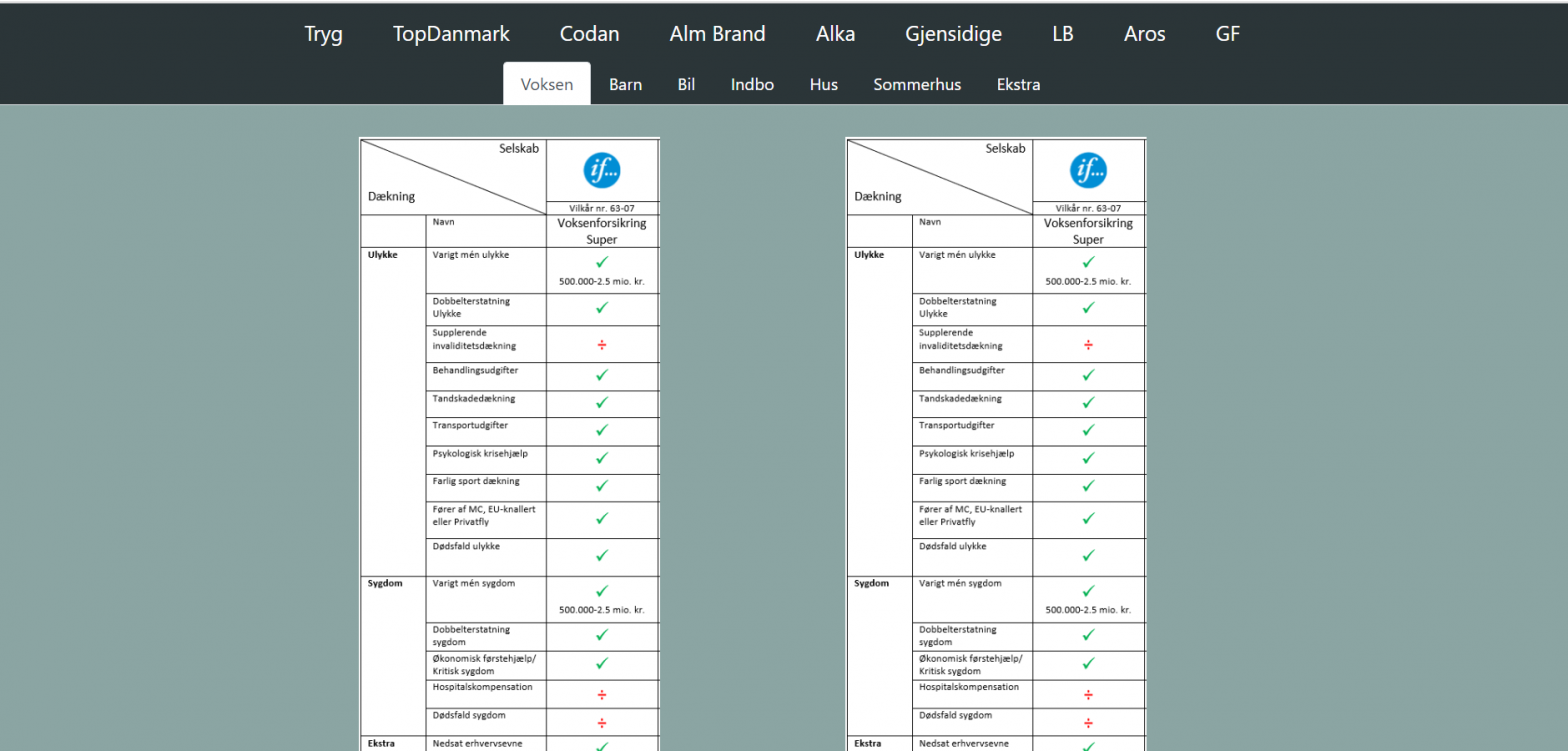 Tryg TopDanmark Codan Alm Brand Alka Gjensidige LB Aros GF
Voksen Barn Bil Indbo Hus Sommerhus Ekstra
Selskab
if...
Dækning
Vilkår nr. 63-07
Navn
Voksenforsikring
Super
Ulykke
Varigt mén ulykke
✓
500.000-2.5 mio. kr.
Dobbelterstatning
Ulykke
✓
Supplerende
invaliditetsdækning
÷
Behandlingsudgifter
✓
Tandskadedækning
✓
Transportudgifter
✓
Psykologisk krisehjælp
✓
Farlig sport dækning
✓
Fører af MC, EU-knallert
eller Privatfly
✓
Dødsfald ulykke
✓
Sygdom
Varigt mén sygdom
✓
500.000-2.5 mio. kr.
Dobbelterstatning
sygdom
✓
Økonomisk førstehjælp/
Kritisk sygdom
✓
Hospitalskompensation
÷
Dødsfald sygdom
÷
Ekstra
Nedsat erhvervsevne
✓
Selskab
if...
Dækning
Vilkår nr. 63-07
Navn
Voksenforsikring
Super
Ulykke
Varigt mén ulykke
✓
500.000-2.5 mio. kr.
Dobbelterstatning
Ulykke
✓
Supplerende
invaliditetsdækning
÷
Behandlingsudgifter
✓
Tandskadedækning
✓
Transportudgifter
✓
Psykologisk krisehjælp
✓
Farlig sport dækning
✓
Fører af MC, EU-knallert
eller Privatfly
✓
Dødsfald ulykke
✓
Sygdom
Varigt mén sygdom
✓
500.000-2.5 mio. kr.
Dobbelterstatning
sygdom
✓
Økonomisk førstehjælp/
Kritisk sygdom
✓
Hospitalskompensation
÷
Dødsfald sygdom
÷
Ekstra
Nedsat erhvervsevne
✓